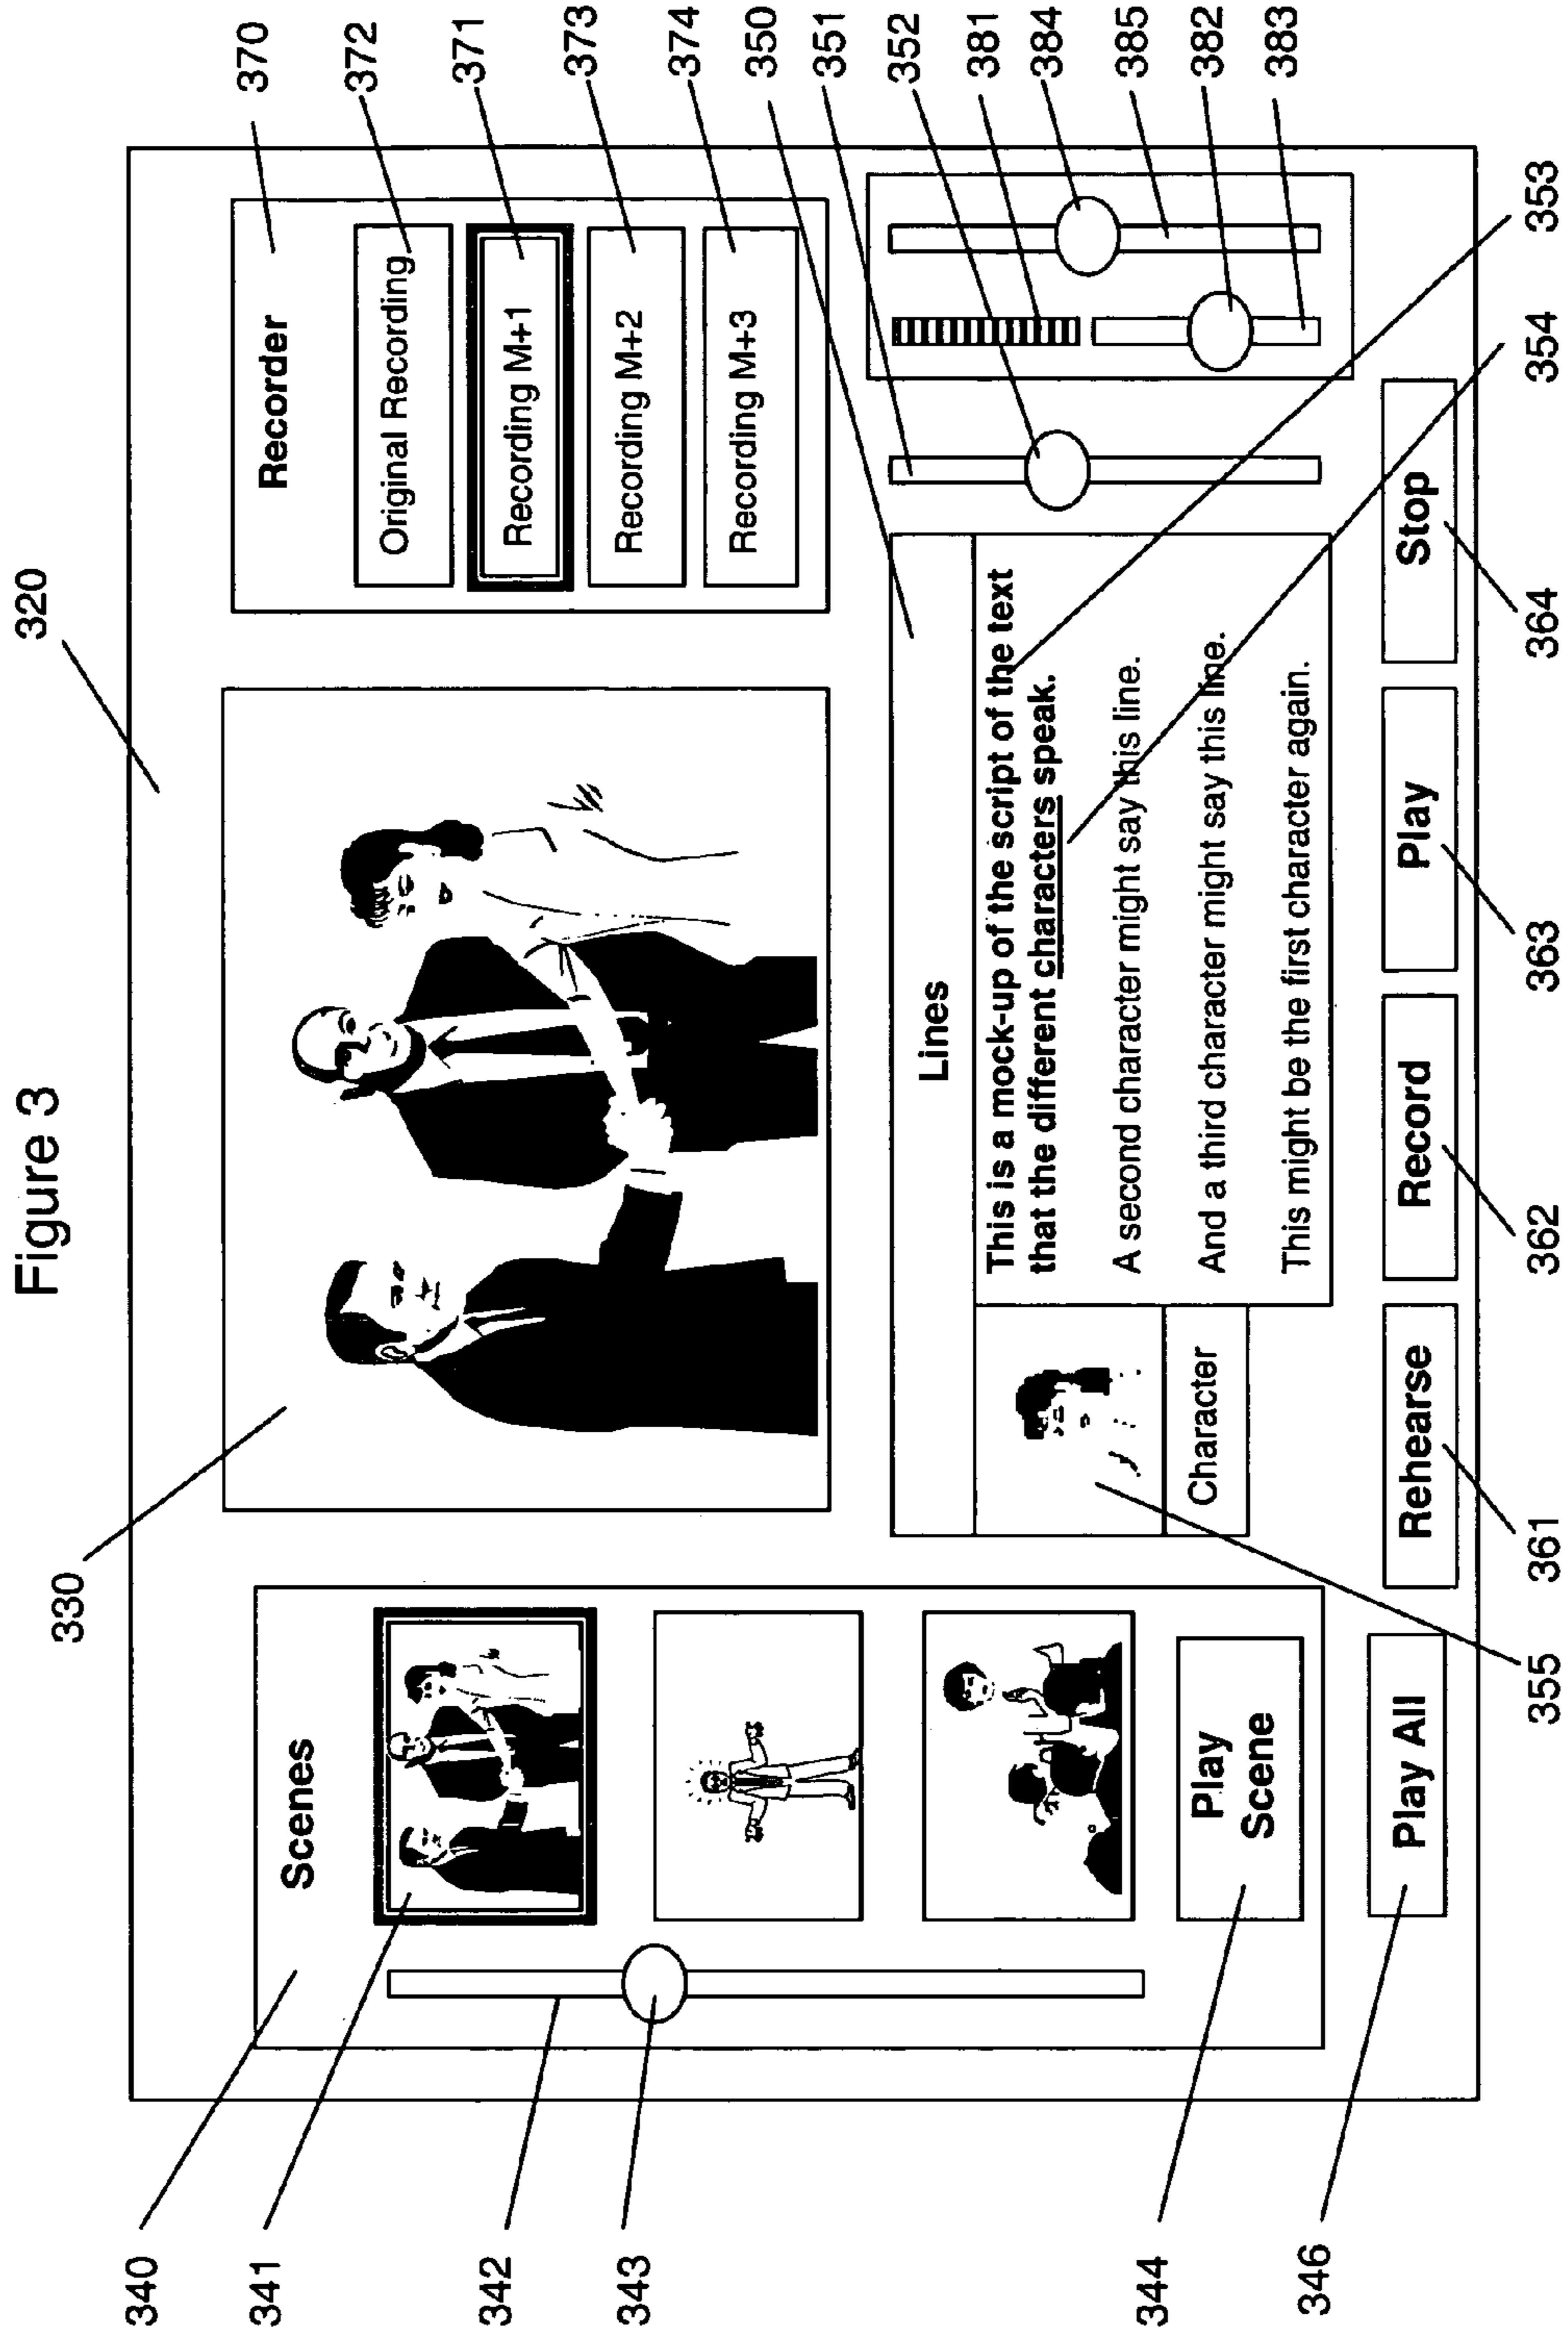 Figure 3
320
330
340
341
342
343
344
346
Scenes
Play
Scene
Play All
Recorder
Original Recording
Recording M+1
Recording M+2
Recording M+3
370
372
371
373
374
350
351
352
381
384
385
382
383
Lines
This is a mock-up of the script of the text
that the different characters speak.
A second character might say this line.
And a third character might say this line.
This might be the first character again.
Character
Rehearse
Record
Play
Stop
355
361
362
363
364
354
353